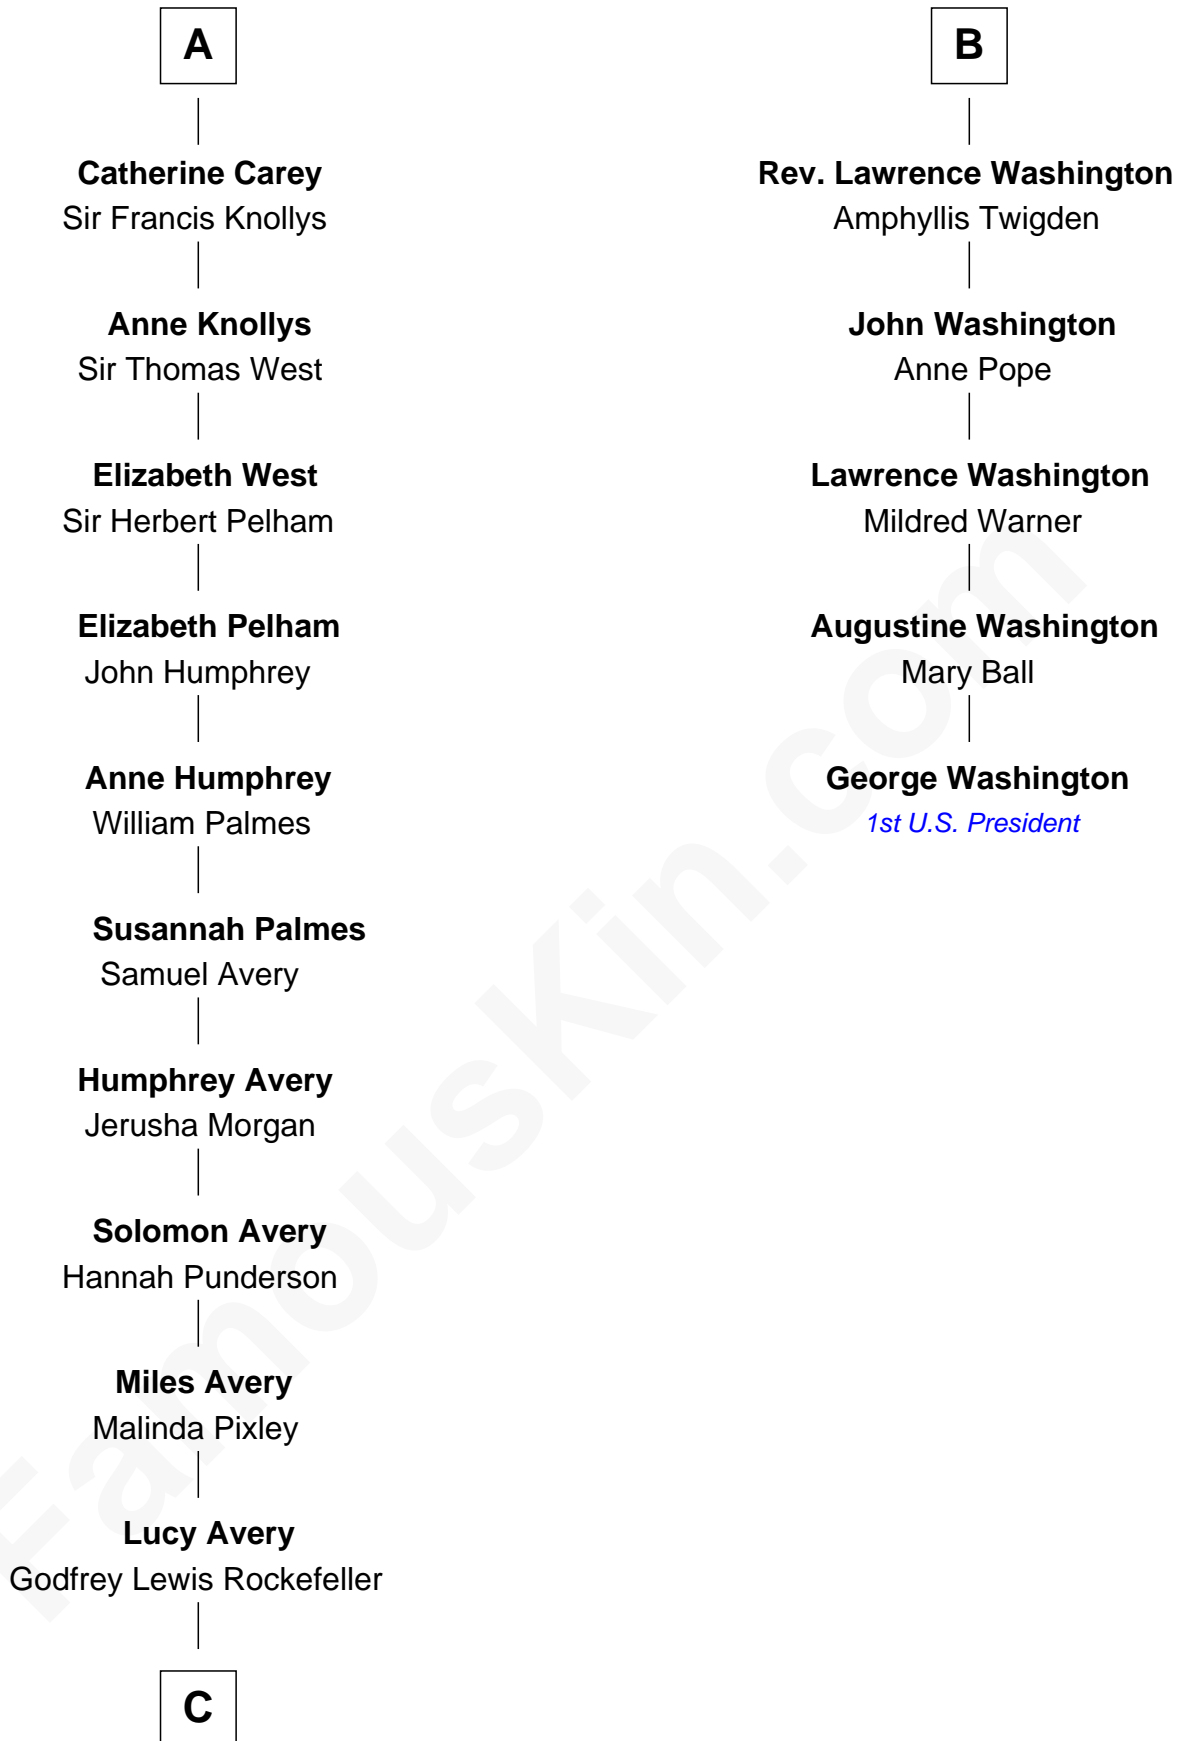 A
Catherine Carey
Sir Francis Knollys
Anne Knollys
Sir Thomas West
Elizabeth West
Sir Herbert Pelham
Elizabeth Pelham
John Humphrey
Anne Humphrey
William Palmes
Susannah Palmes
Samuel Avery
Humphrey Avery
Jerusha Morgan
Solomon Avery
Hannah Punderson
Miles Avery
Malinda Pixley
Lucy Avery
Godfrey Lewis Rockefeller
C
B
Rev. Lawrence Washington
Amphyllis Twigden
John Washington
Anne Pope
Lawrence Washington
Mildred Warner
Augustine Washington
Mary Ball
George Washington
1st U.S. President
FamousKin.com